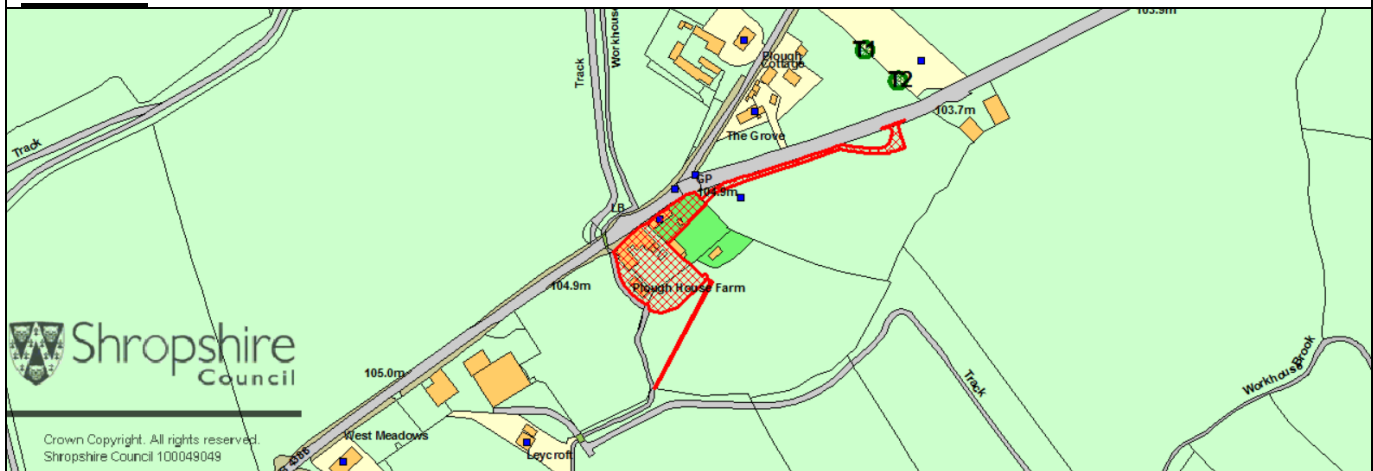 103.9m
Workhouse
Track
Plough
Cottage
T1
T2
103.7m
The Grove
Track
GP
104.9m
LB
104.9m
Plough House Farm
Shropshire
Council
105.0m
Track
Brook
Workhouse
Crown Copyright. All rights reserved.
Shropshire Council 100049049
West Meadows
Leycroft
4386